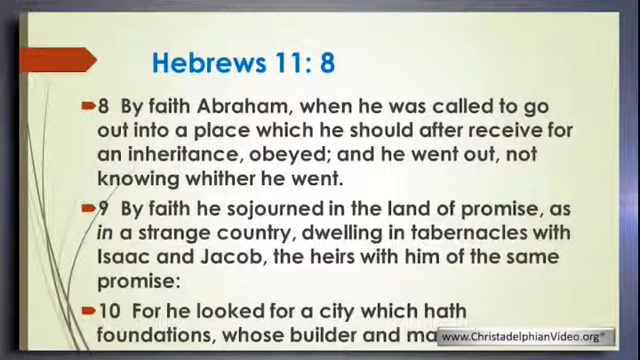 Hebrews 11: 8
8 By faith Abraham, when he was called to go
out into a place which he should after receive for
an inheritance, obeyed; and he went out, not
knowing whither he went.
9 By faith he sojourned in the land of promise, as
in a strange country, dwelling in tabernacles with
Isaac and Jacob, the heirs with him of the same
promise:
10 For he looked for a city which hath
foundations, whose builder and ma
www.ChristadelphianVideo.org®